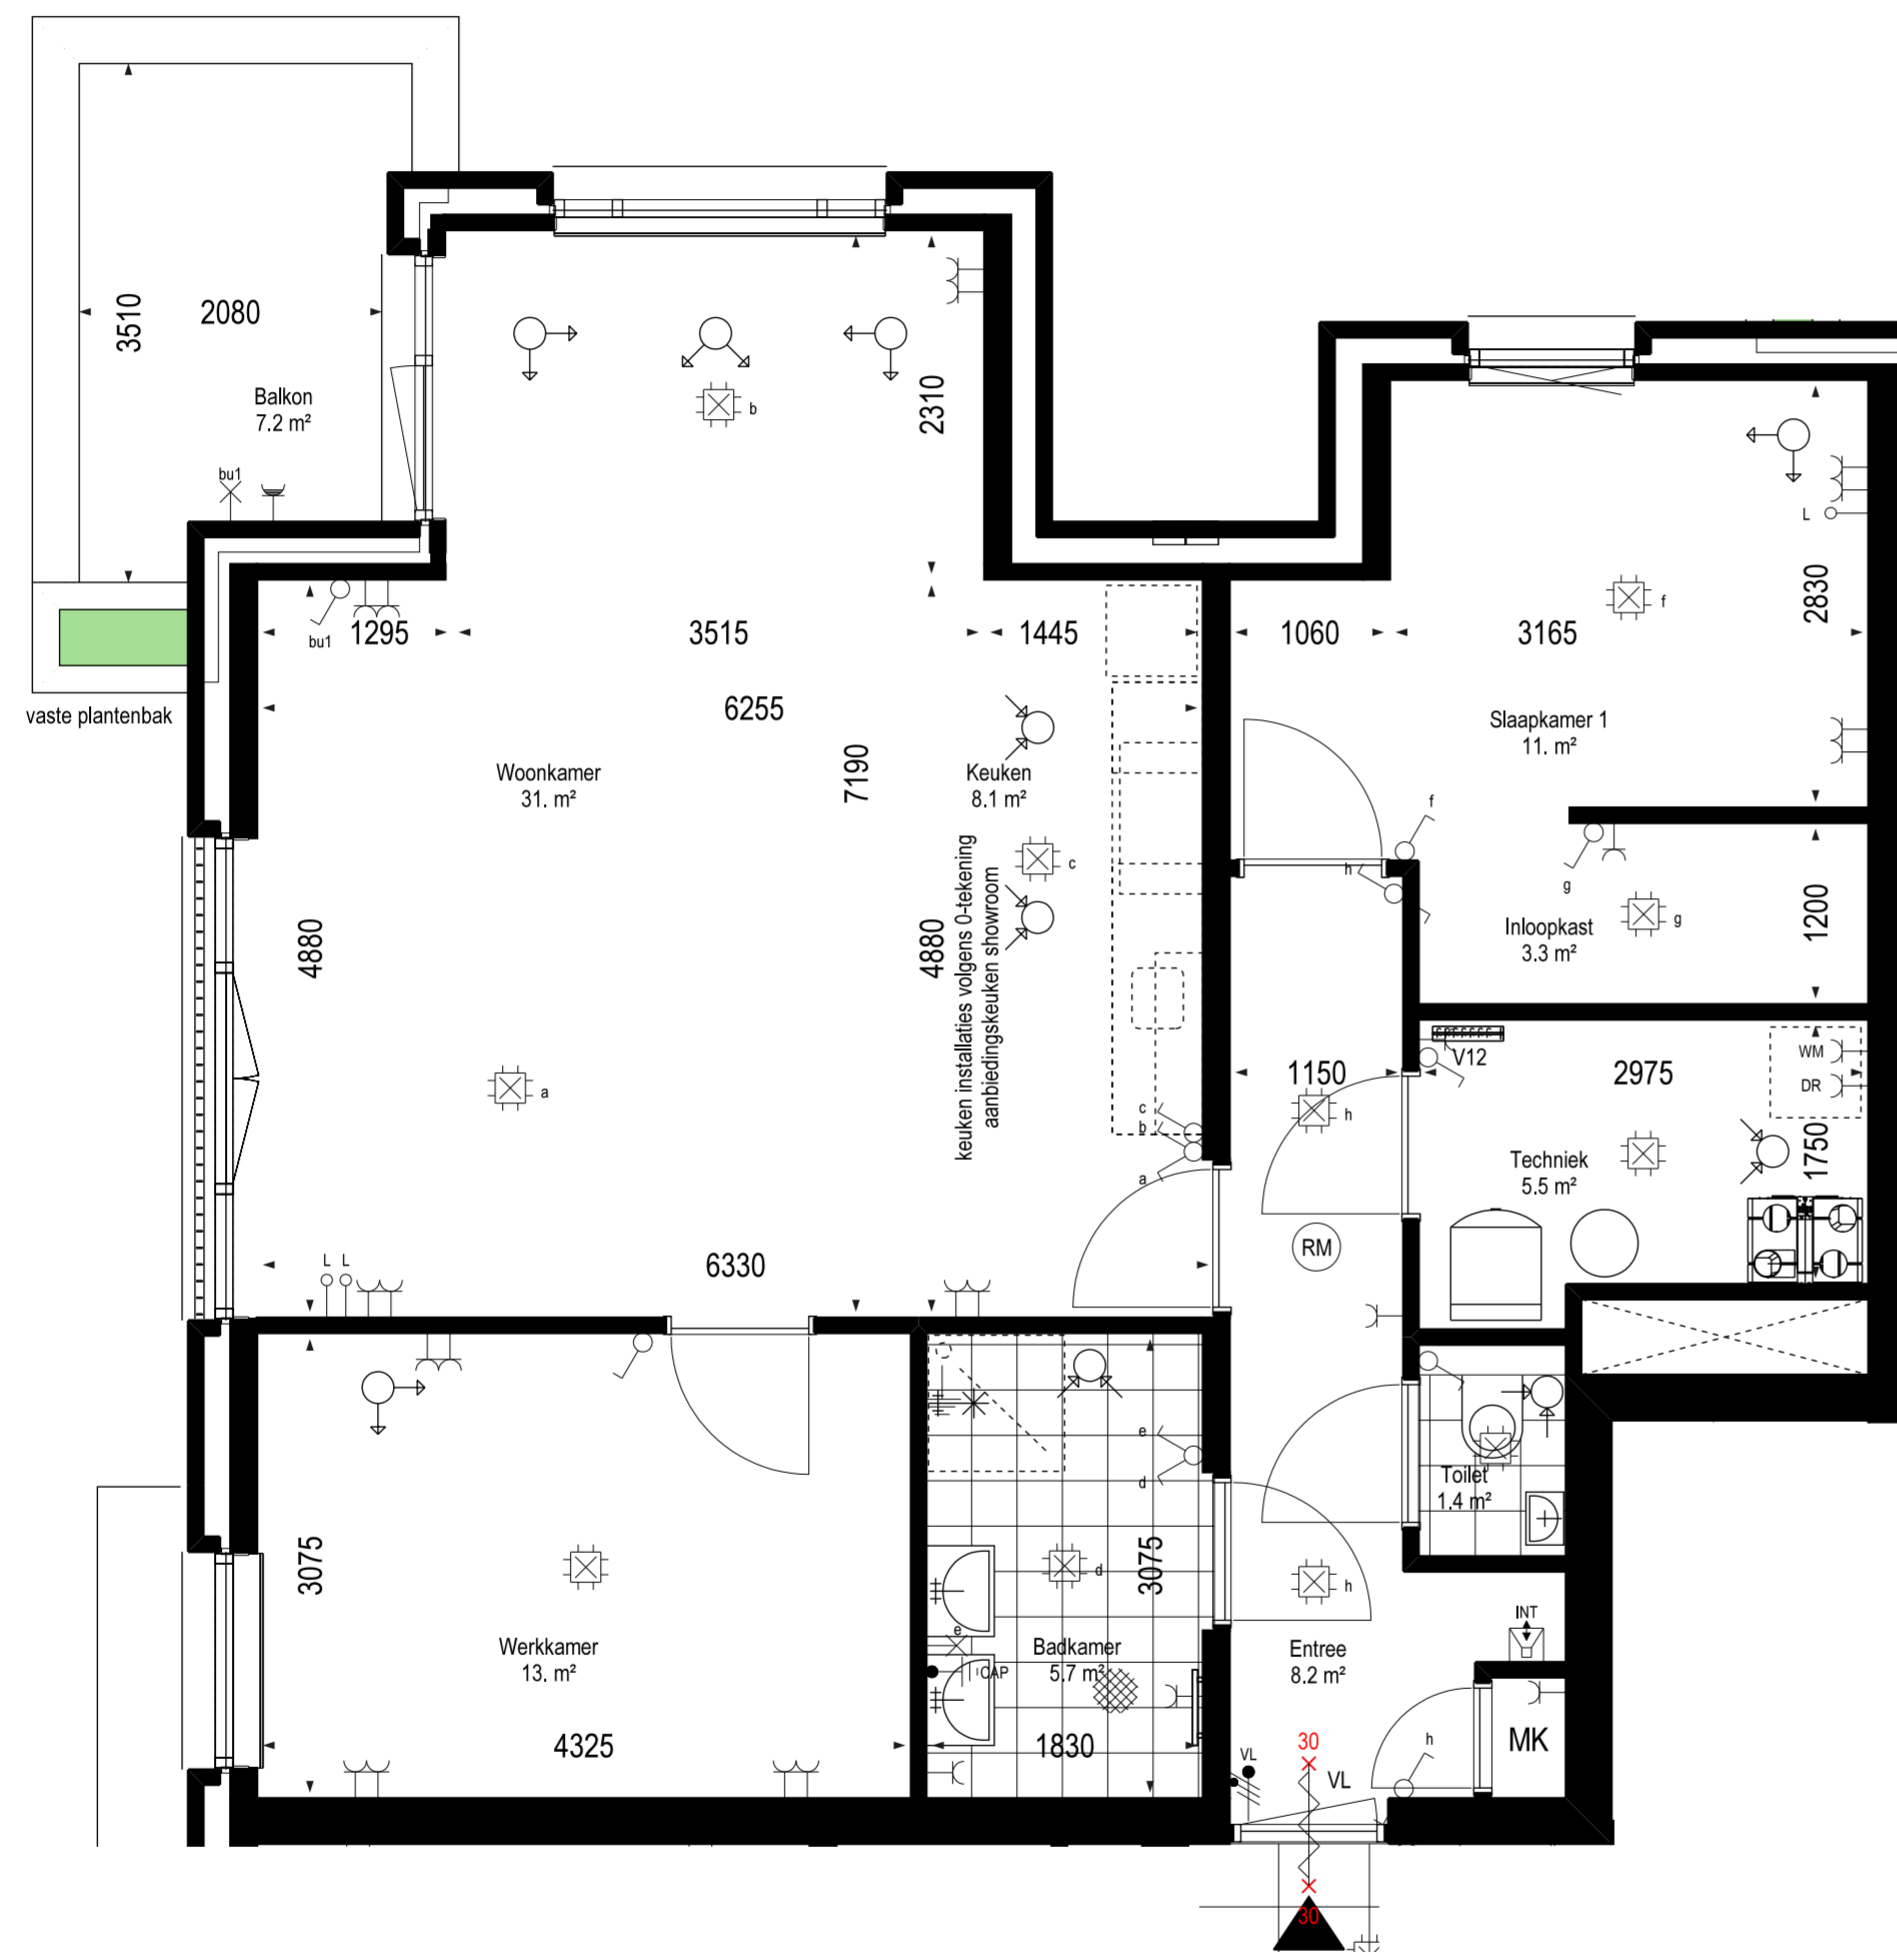 2080
3510
Balkon
7.2 m²
bu1
b
2310
L
f
2830
bu1
1295
3515
1445
1060
3165
6255
vaste plantenbak
Slaapkamer 1
11. m²
Woonkamer
31. m²
7190
Keuken
8.1 m²
f
c
h
g
g
Inloopkast
3.3 m²
1200
4880
4880
keuken installaties volgens 0-tekening
aanbiedingskeuken showroom
V12
1150
2975
WM
DR
a
c
b
a
h
1750
Techniek
5.5 m²
RM
L L
6330
e
d
Toilet
1.4 m²
3075
3075
d
h
e
INT
Werkkamer
13. m²
Badkamer
5.7 m²
CAP
Entree
8.2 m²
4325
1830
VL
30
VL
h
MK
30